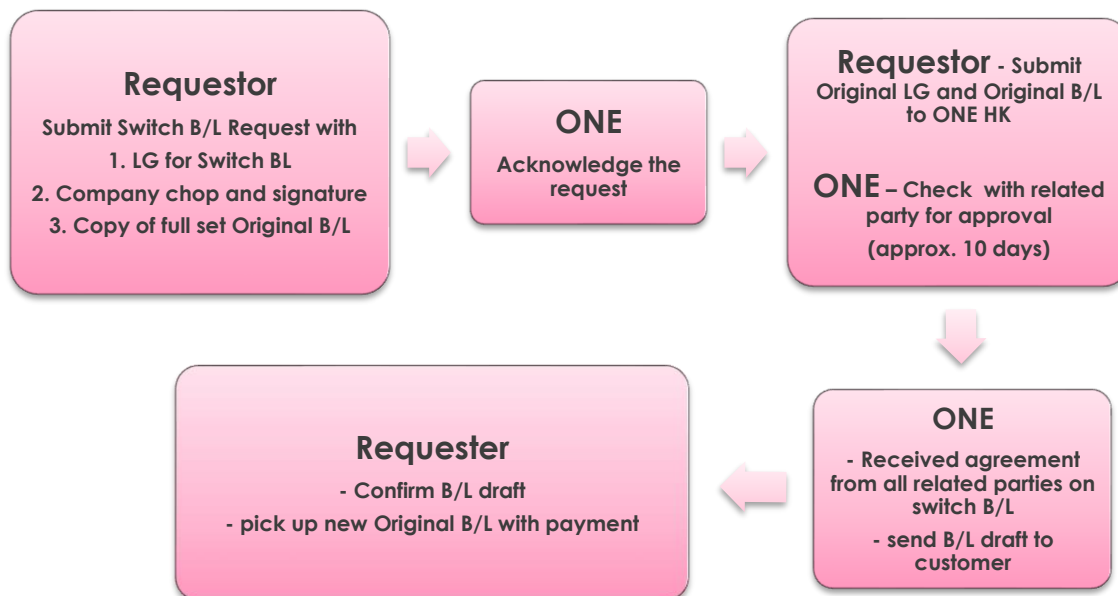 Requestor
Submit Switch B/L Request with
1. LG for Switch BL
2. Company chop and signature
3. Copy of full set Original B/L
ONE
Acknowledge the
request
Requestor - Submit
Original LG and Original B/L
to ONE HK
ONE – Check with related
party for approval
(approx. 10 days)
ONE
- Received agreement
from all related parties on
switch B/L
- send B/L draft to
customer
Requester
- Confirm B/L draft
- pick up new Original B/L with payment